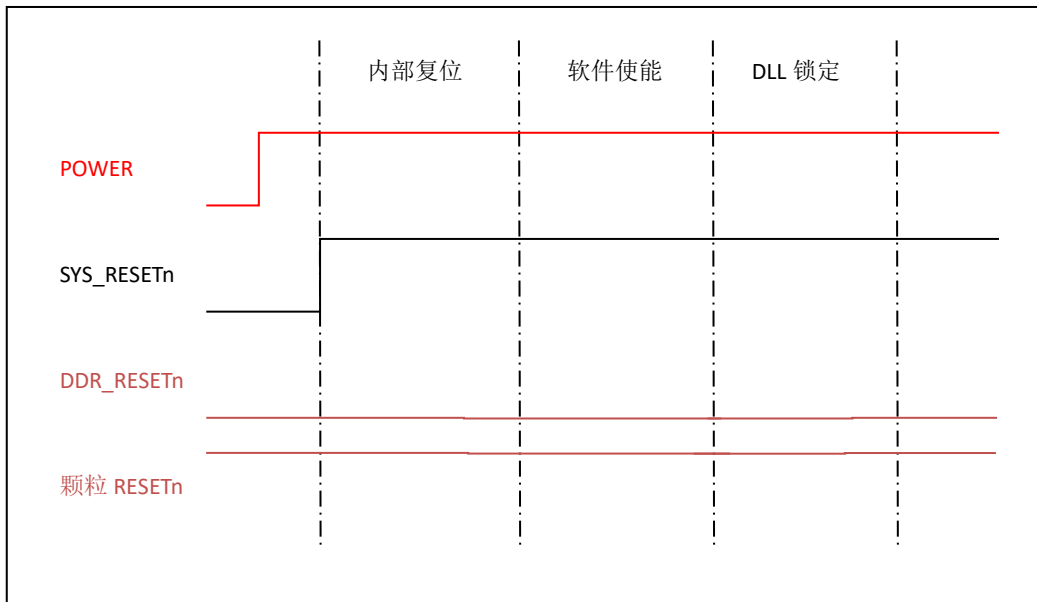 内部复位
软件使能
DLL 锁定
POWER
SYS_RESETn
DDR_RESETn
颗粒 RESETn